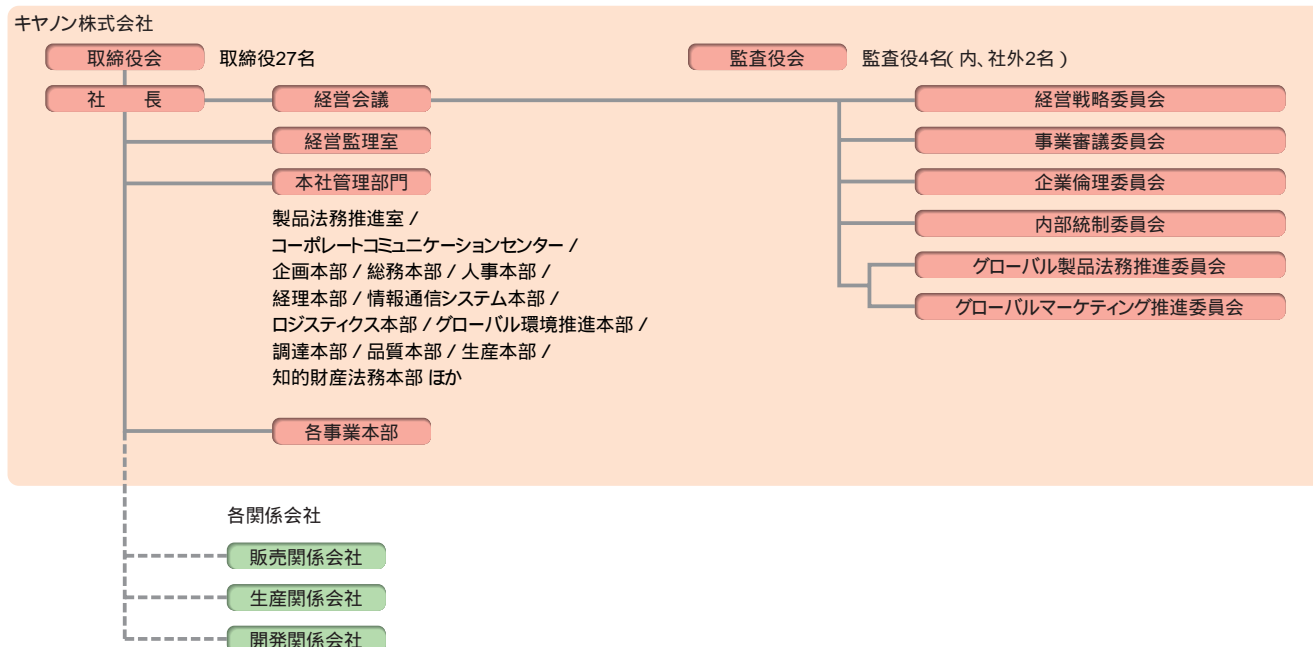 キヤノン株式会社
取締役会 取締役27名
監査役会 監査役4名(内、社外2名)
社 長
経営会議
経営戦略委員会
経営監理室
事業審議委員会
本社管理部門
企業倫理委員会
製品法務推進室 /
コーポレートコミュニケーションセンター /
企画本部 / 総務本部 / 人事本部 /
経理本部 / 情報通信システム本部 /
ロジスティクス本部 / グローバル環境推進本部 /
調達本部 / 品質本部 / 生産本部 /
知的財産法務本部 ほか
内部統制委員会
グローバル製品法務推進委員会
グローバルマーケティング推進委員会
各事業本部
各関係会社
販売関係会社
生産関係会社
開発関係会社